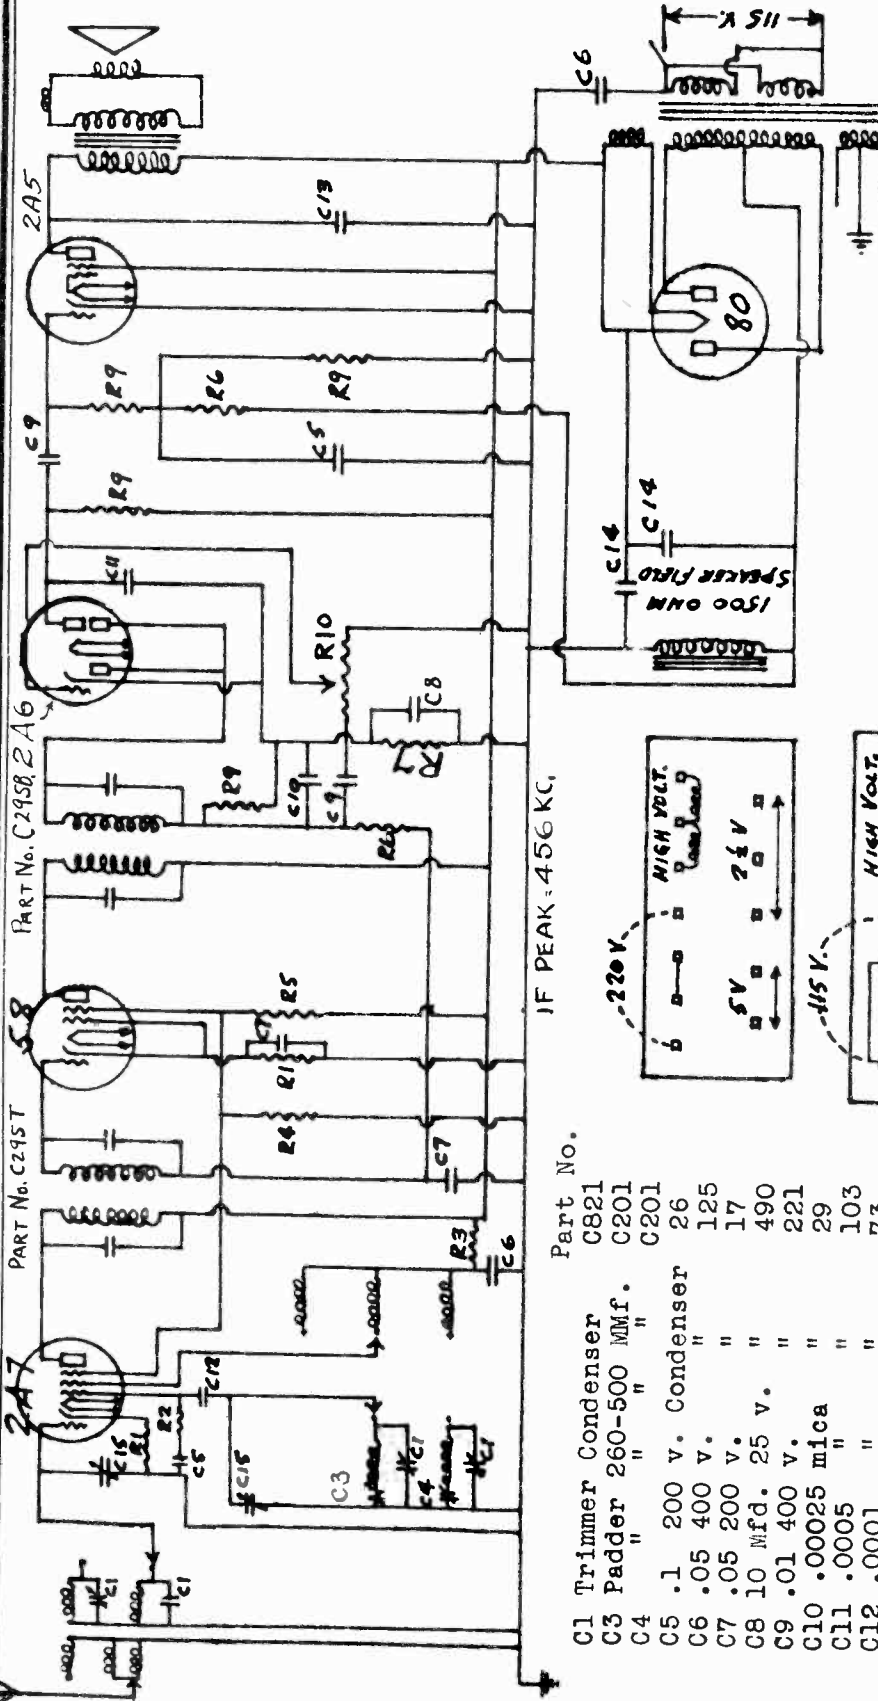 2A7
PART No. C295T
58
PART No. C295B, 2A6
2A5
C1
C1
C15
R1
R2
C5
C12
C15
C3
C1
C4
C1
R3
C6
C7
R4
R1
C7
R5
R9
C10
C9
R6
R7
C8
R10
C11
R9
C9
R9
R6
R9
C5
C13
C6
115 V.
80
C14
C14
1500 OHM
SPEAKER FIELD
IF PEAK=456 KC.
220 V.
HIGH VOLT.
5V
2½ V
115 V.
HIGH VOLT.
Part No.
C1 Trimmer Condenser C821
C3 Padder 260-500 MMf. C201
C4 " " " C201
C5 .1 200 v. Condenser 26
C6 .05 400 v. " 125
C7 .05 200 v. " 17
C8 10 Mfd. 25 v. " 490
C9 .01 400 v. " 221
C10 .00025 mica " 29
C11 .0005 " " 103
C12 .0001 " " 73